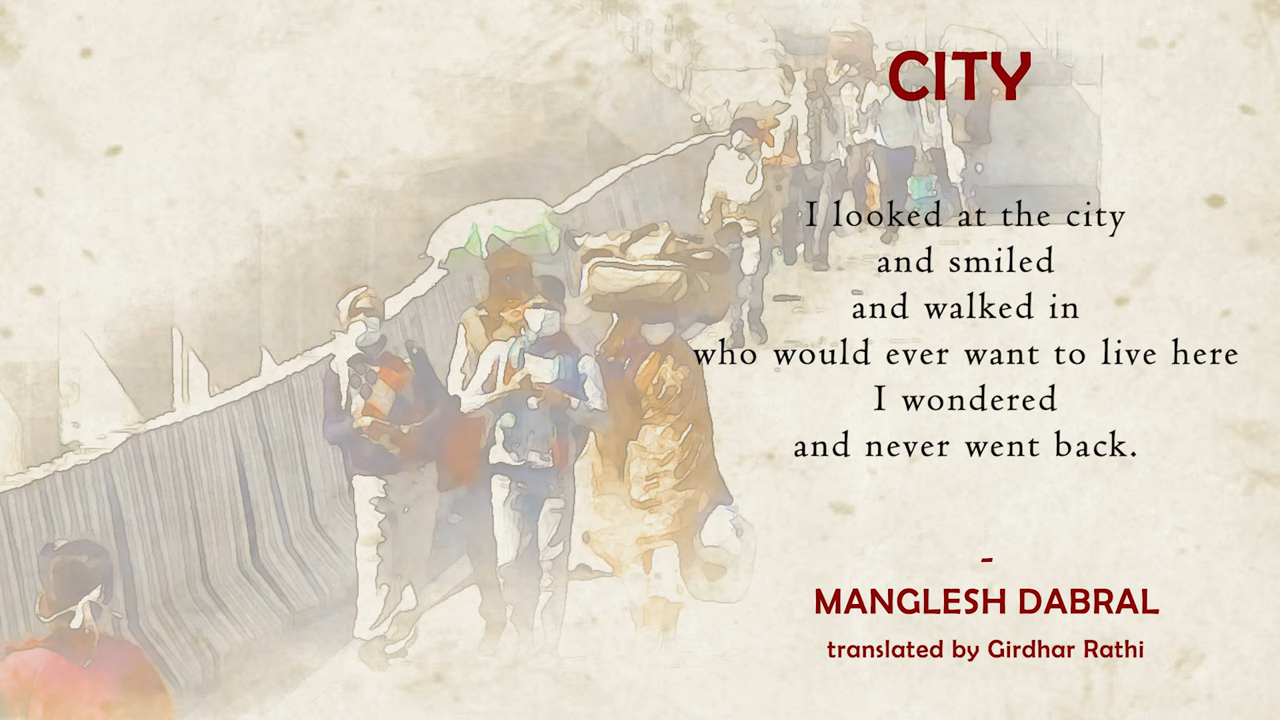 CITY
I looked at the city
and smiled
and walked in
who would ever want to live here
I wondered
and never went back.
-
MANGLESH DABRAL
translated by Girdhar Rathi